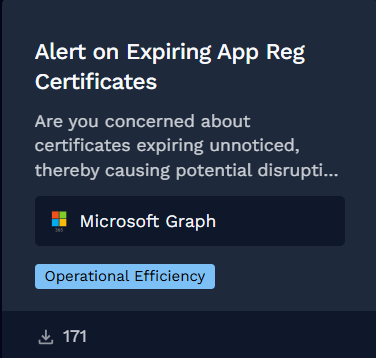 Alert on Expiring App Reg
Certificates
Are you concerned about
certificates expiring unnoticed,
thereby causing potential disrupti...
365
Microsoft Graph
Operational Efficiency
171